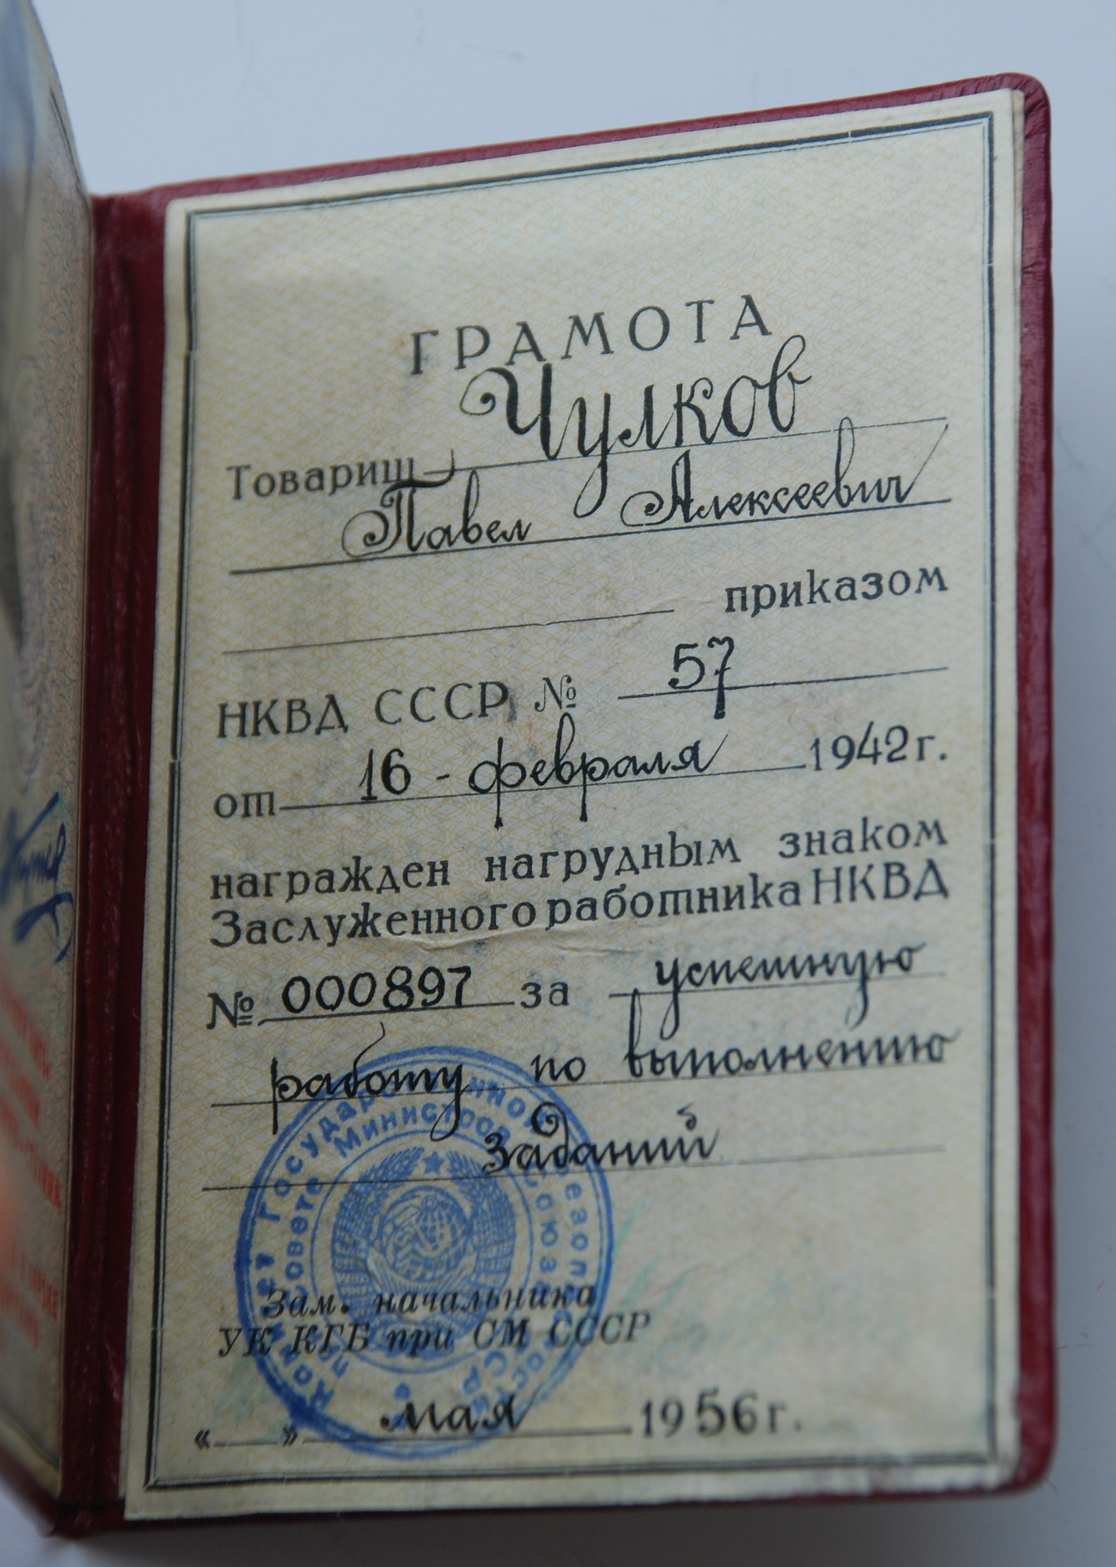 ГРАМОТА
Чулков
Товарищ
Павел Алексеевич
приказом
НКВД СССР № 57
от 16 - февраля 1942 г.
награжден нагрудным знаком
Заслуженного работника НКВД
№ 000897 за успешную
работу по выполнению
заданий
Зам. начальника
УК КГБ при СМ СССР
« » мая 1956 г.